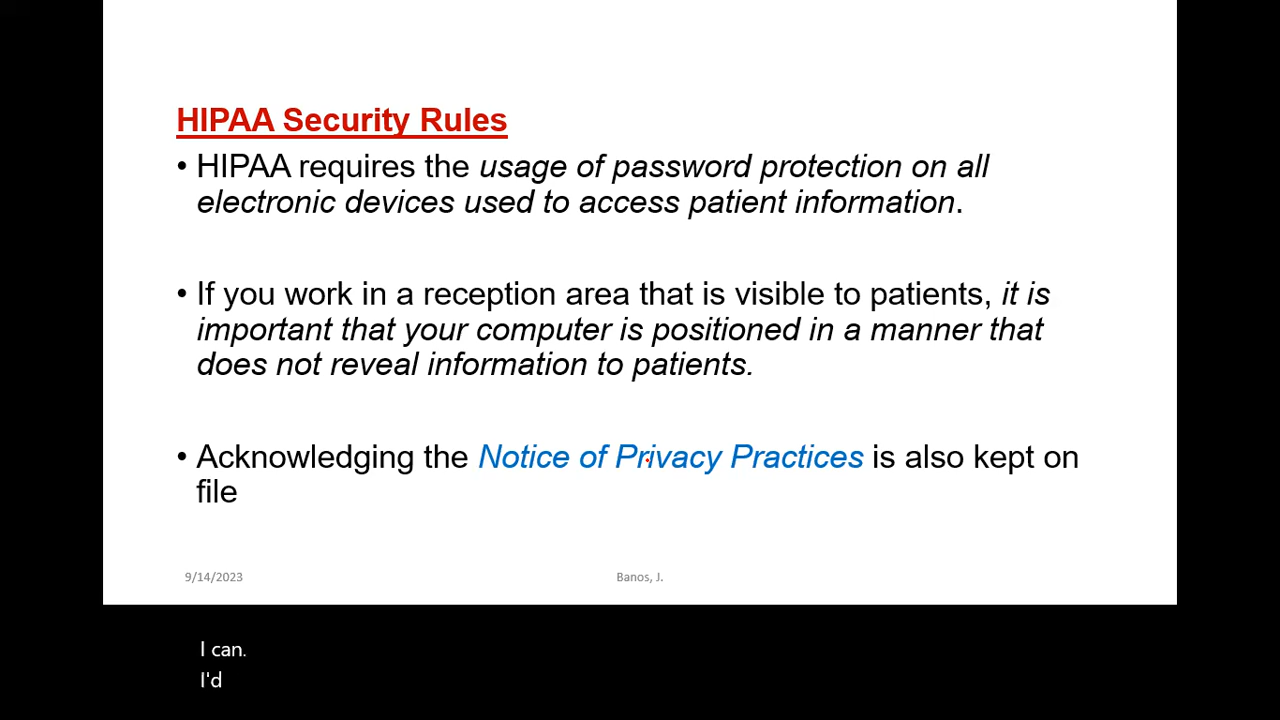 HIPAA Security Rules
• HIPAA requires the usage of password protection on all
electronic devices used to access patient information.
• If you work in a reception area that is visible to patients, it is
important that your computer is positioned in a manner that
does not reveal information to patients.
• Acknowledging the Notice of Privacy Practices is also kept on
file
9/14/2023
Banos, J.
I can.
I'd